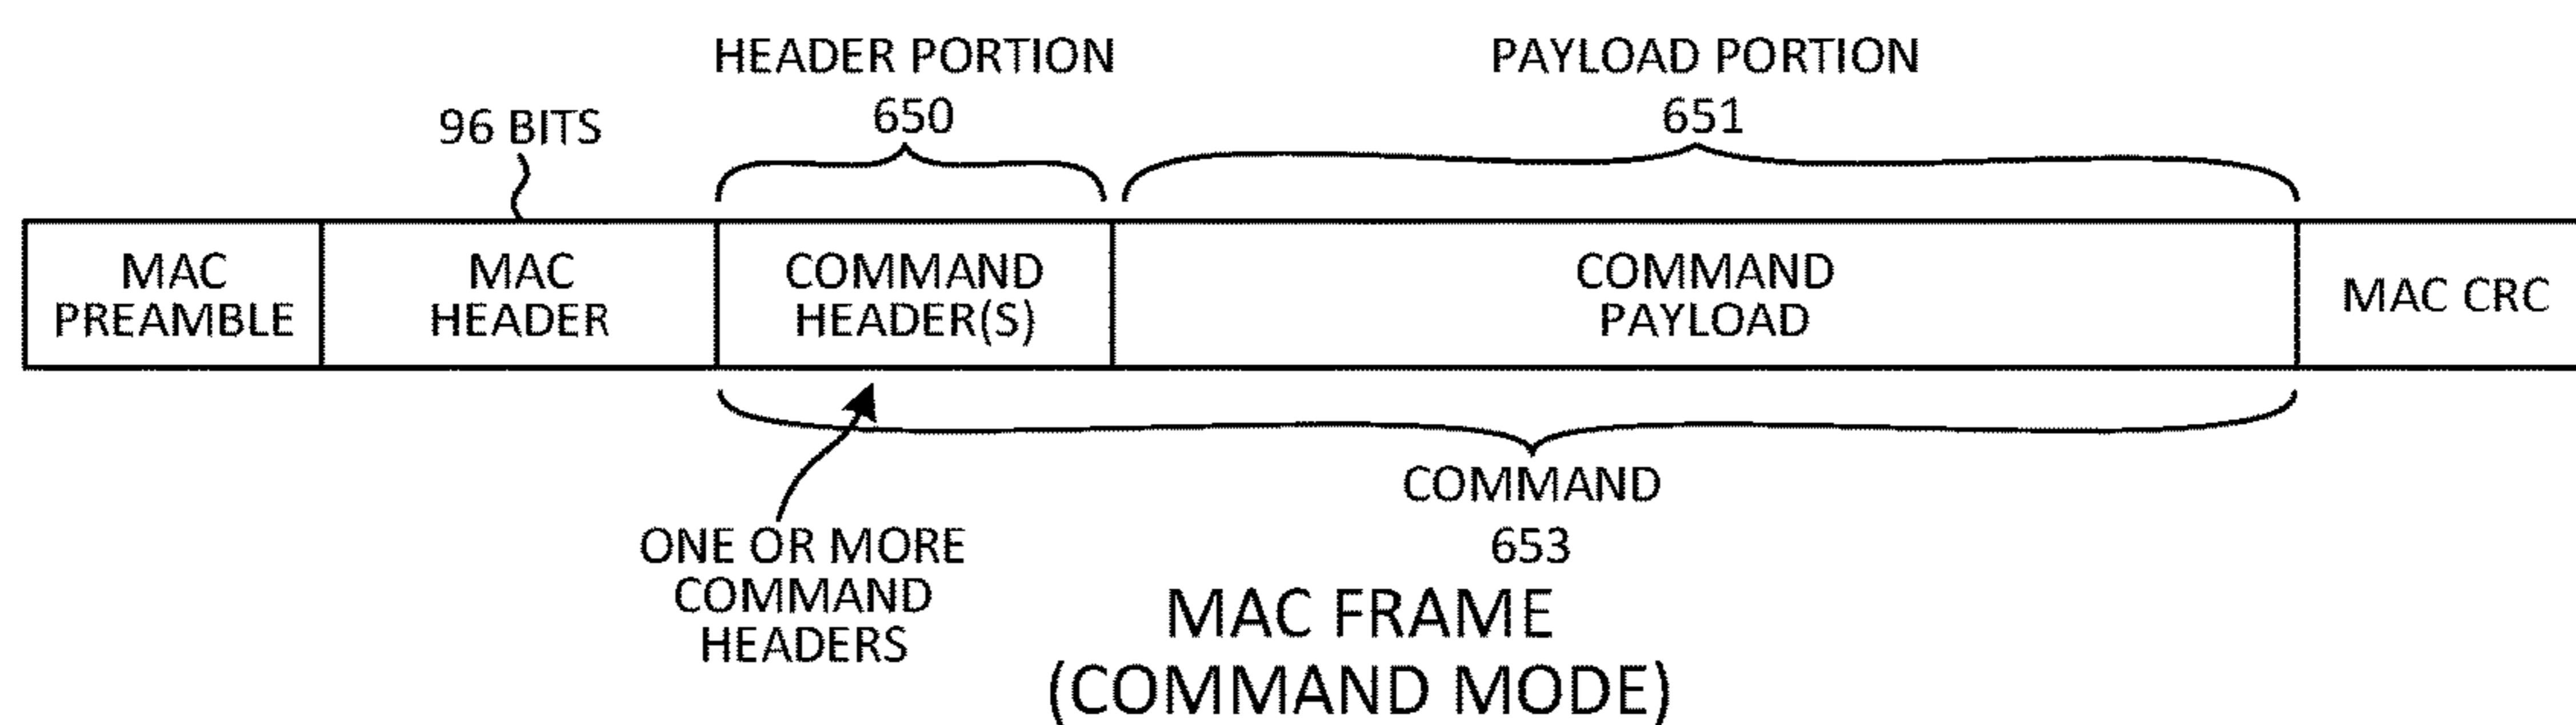 HEADER PORTION
650
PAYLOAD PORTION
651
96 BITS
MAC
PREAMBLE
MAC
HEADER
COMMAND
HEADER(S)
COMMAND
PAYLOAD
MAC CRC
ONE OR MORE
COMMAND
HEADERS
COMMAND
653
MAC FRAME
(COMMAND MODE)